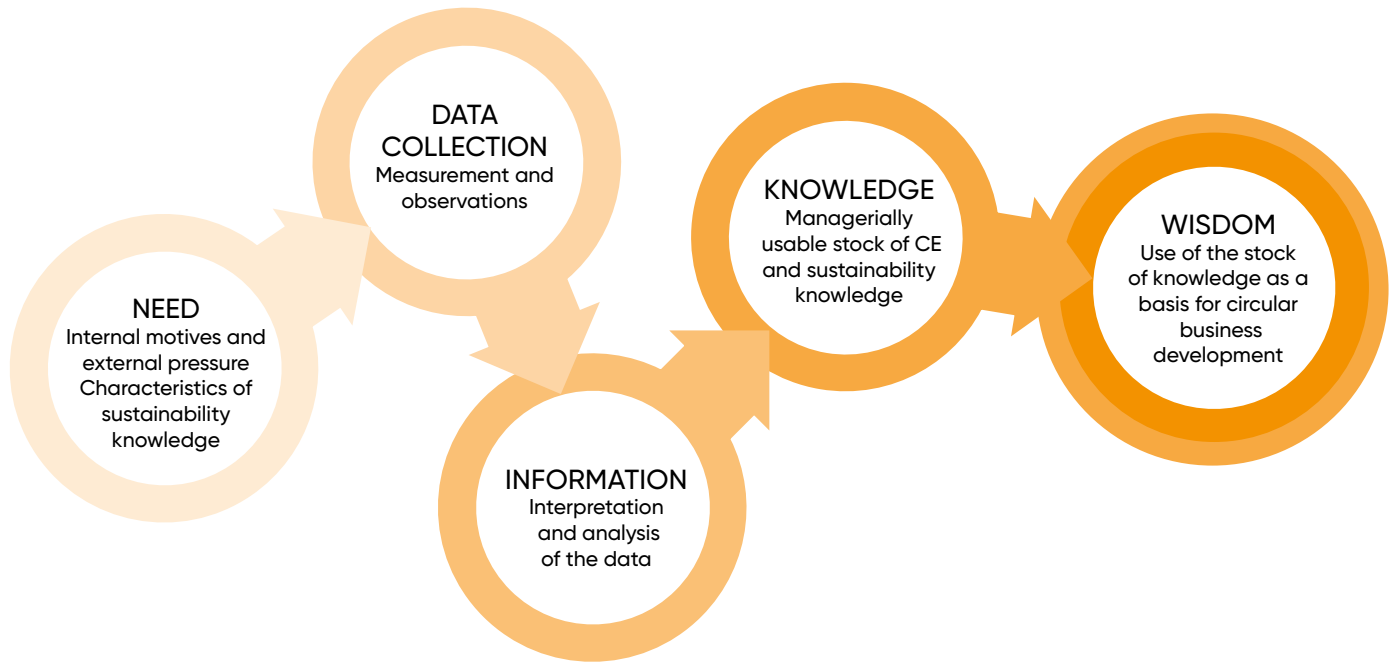 NEED
Internal motives and
external pressure
Characteristics of
sustainability
knowledge
DATA
COLLECTION
Measurement and
observations
INFORMATION
Interpretation
and analysis
of the data
KNOWLEDGE
Managerially
usable stock of CE
and sustainability
knowledge
WISDOM
Use of the stock
of knowledge as a
basis for circular
business
development